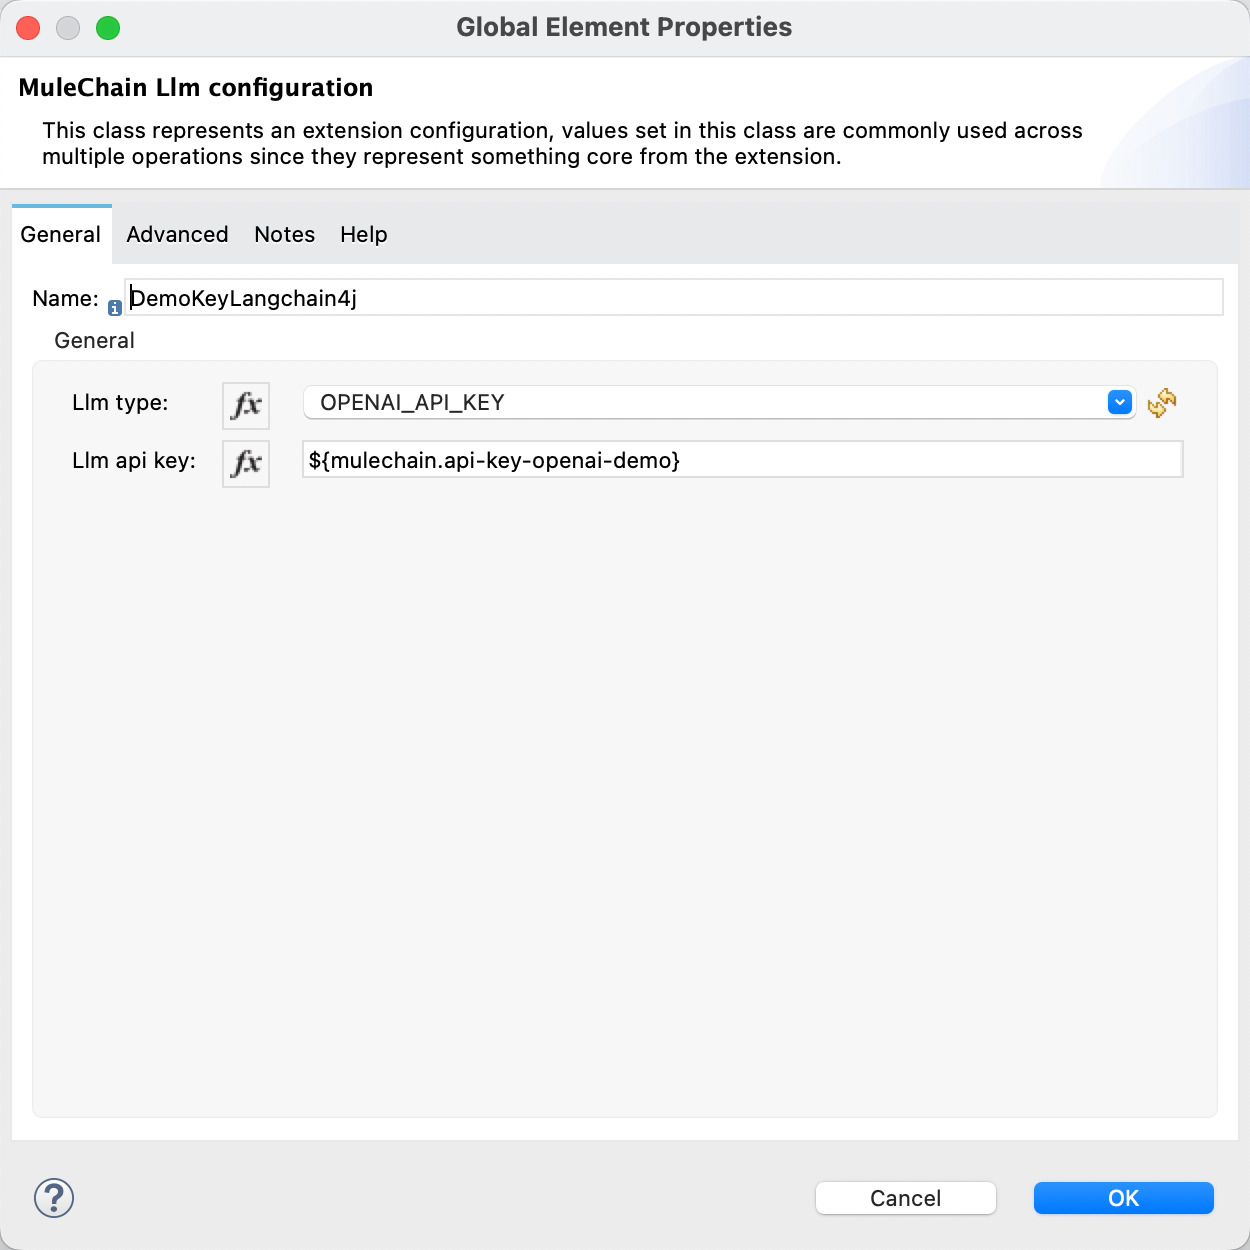 Global Element Properties
MuleChain Llm configuration
This class represents an extension configuration, values set in this class are commonly used across
multiple operations since they represent something core from the extension.
General Advanced Notes Help
Name: i DemoKeyLangchain4j
General
Llm type: fx OPENAI_API_KEY
Llm api key: fx ${mulechain.api-key-openai-demo}
? Cancel OK